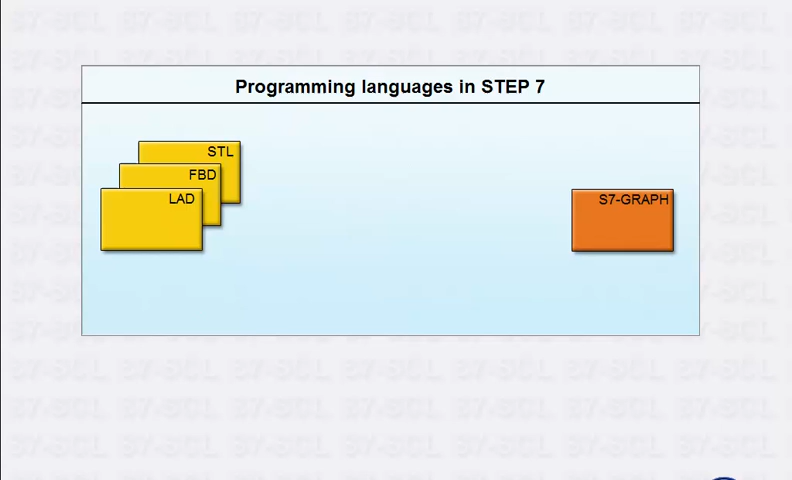 Programming languages in STEP 7
STL
FBD
LAD
S7-GRAPH